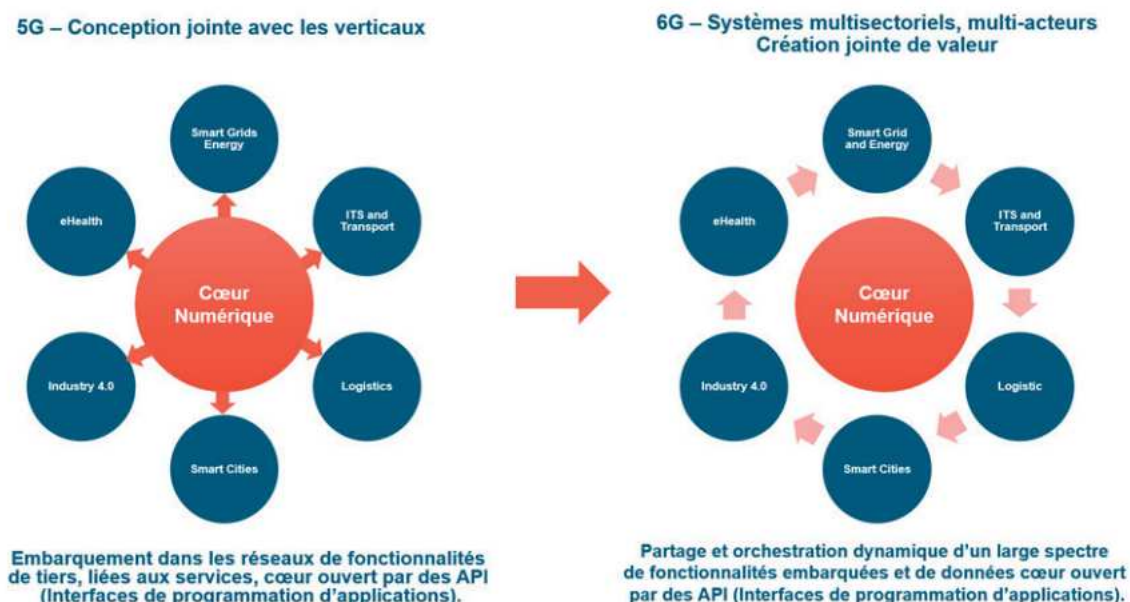 5G – Conception jointe avec les verticaux
Smart Grids
Energy
eHealth
ITS and
Transport
Cœur
Numérique
Industry 4.0
Logistics
Smart Cities
Embarquement dans les réseaux de fonctionnalités
de tiers, liées aux services, cœur ouvert par des API
(Interfaces de programmation d'applications).
6G – Systèmes multisectoriels, multi-acteurs
Création jointe de valeur
Smart Grid
and Energy
eHealth
ITS and
Transport
Cœur
Numérique
Industry 4.0
Logistic
Smart Cities
Partage et orchestration dynamique d'un large spectre
de fonctionnalités embarquées et de données cœur ouvert
par des API (Interfaces de programmation d'applications).